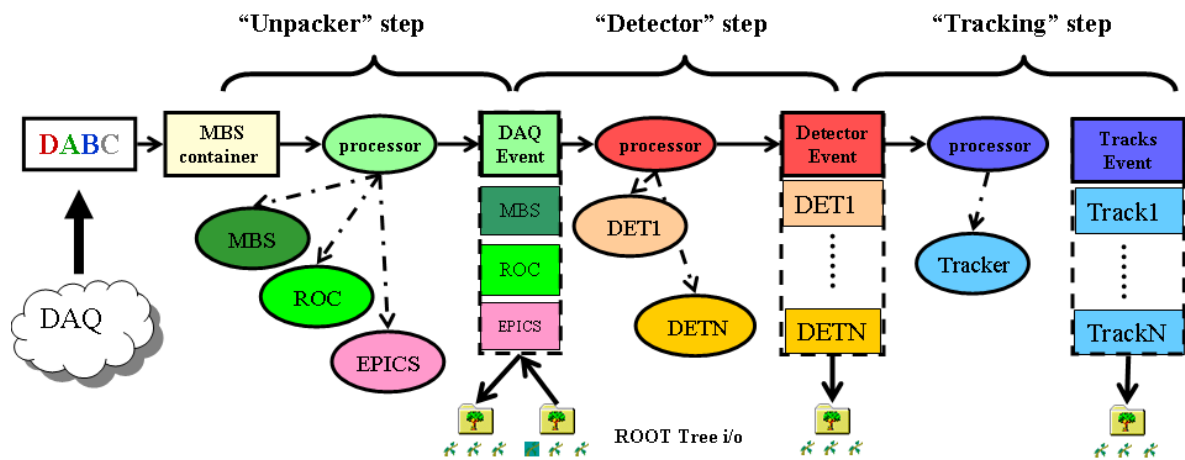 “Unpacker” step
“Detector” step
“Tracking” step
DABC
MBS
container
processor
DAQ
Event
processor
Detector
Event
processor
Tracks
Event
MBS
ROC
EPICS
MBS
ROC
EPICS
DET1
DETN
DET1
DETN
Tracker
Track1
TrackN
DAQ
ROOT Tree i/o